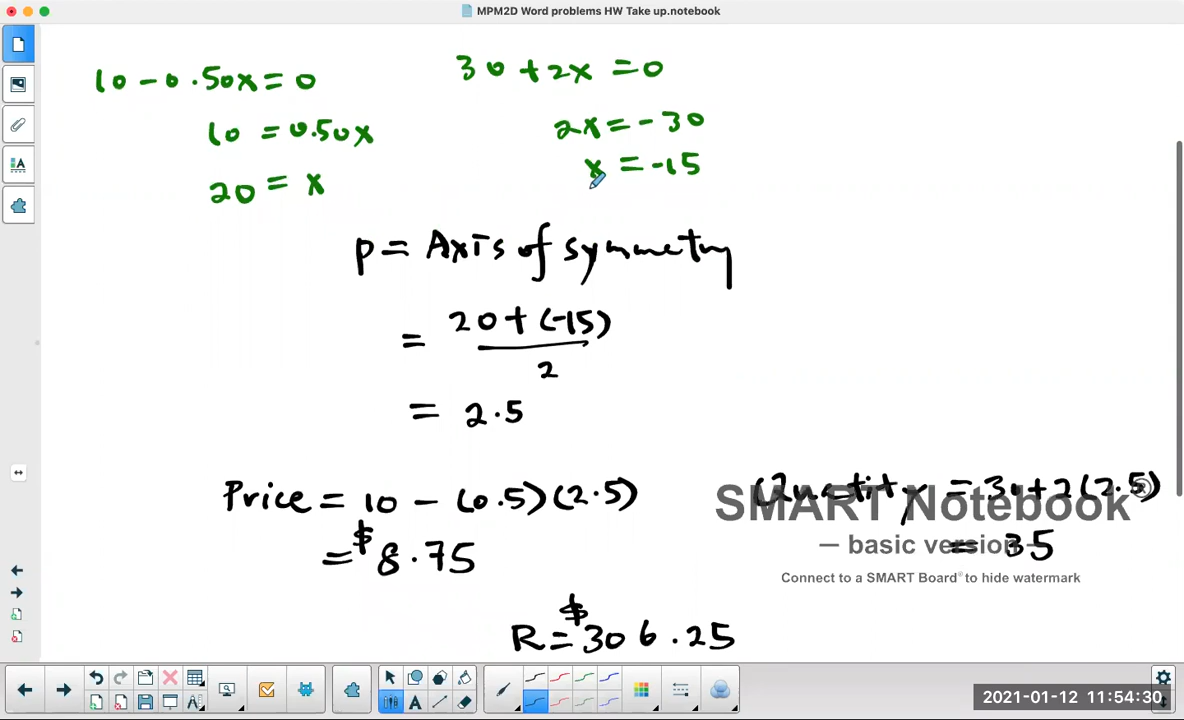 MPM2D Word problems HW Take up.notebook
10 - 0.50x = 0
10 = 0.50x
20 = x
30 + 2x = 0
2x = -30
x = -15
p = Axis of symmetry
= 20 + (-15)
2
= 2.5
Price = 10 - (0.5)(2.5)
= $8.75
Quantity = 30+2(2.5)
= 35
SMART Notebook
— basic version —
Connect to a SMART Board® to hide watermark
R = $306.25
2021-01-12 11:54:30